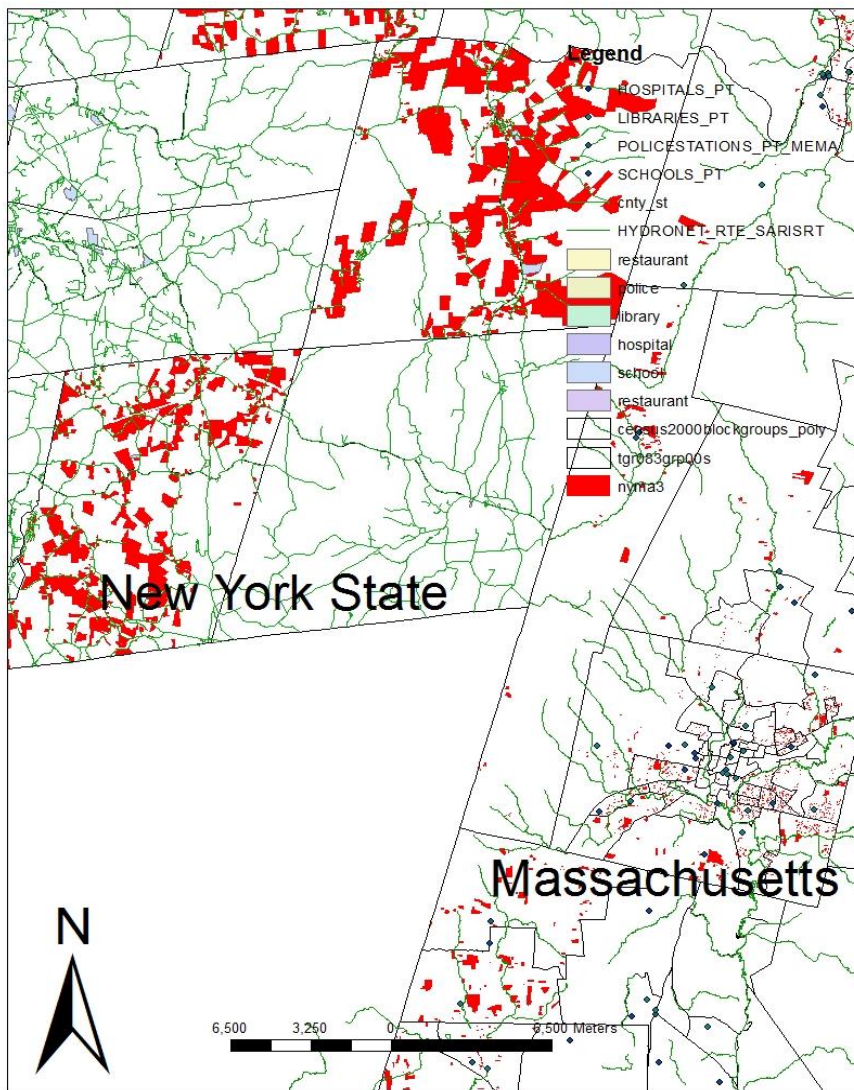 Legend
HOSPITALS_PT
LIBRARIES_PT
POLICESTATIONS_PT_MEMA
SCHOOLS_PT
cnty_st
HYDRONET_RTE_SARISRT
restaurant
police
library
hospital
school
restaurant
census2000blockgroups_poly
tgr083grp00s
nyma3
New York State
Massachusetts
N
6,500 3,250 0 6,500 Meters